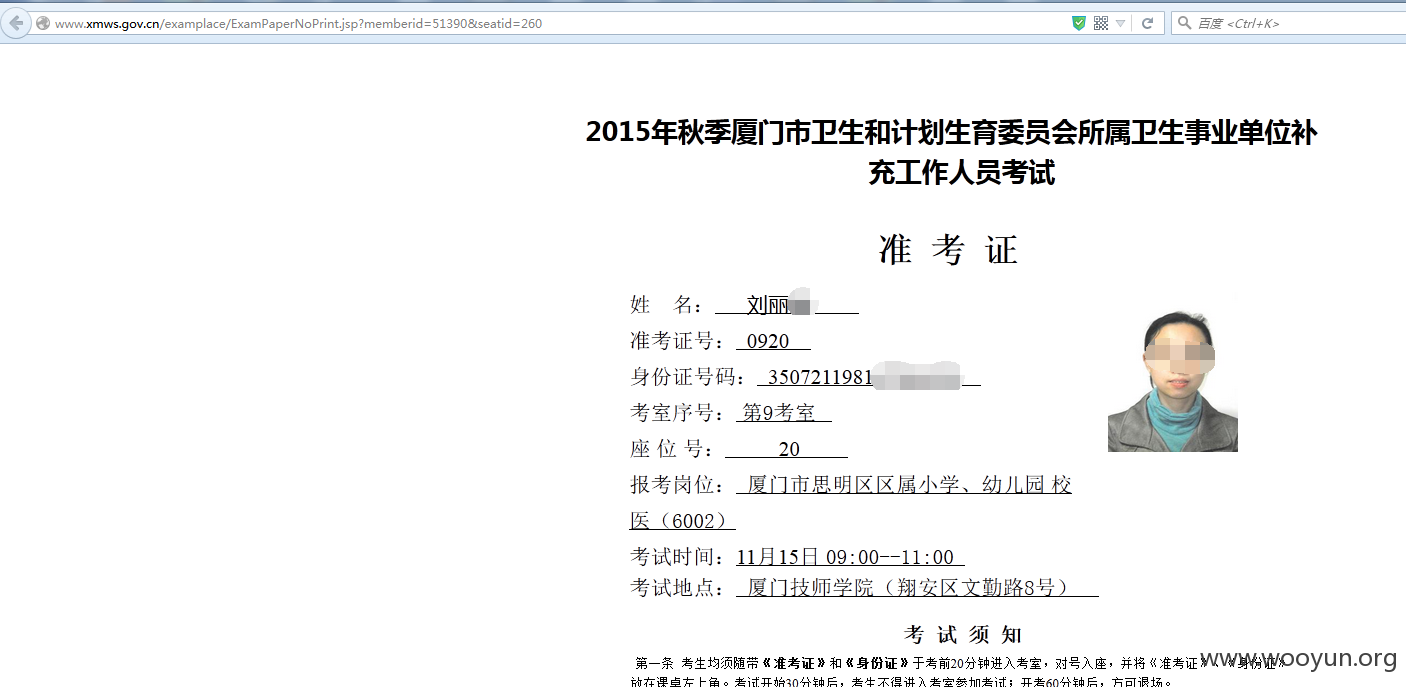 www.xmws.gov.cn/examplace/ExamPaperNoPrint.jsp?memberid=51390&seatid=260
百度 <Ctrl+K>
2015年秋季厦门市卫生和计划生育委员会所属卫生事业单位补
充工作人员考试
准 考 证
姓 名： 刘丽
准考证号： 0920
身份证号码： 3507211981
考室序号： 第9考室
座 位 号： 20
报考岗位： 厦门市思明区区属小学、幼儿园 校
医（6002）
考试时间： 11月15日 09:00--11:00
考试地点： 厦门技师学院（翔安区文勤路8号）
考 试 须 知
第一条 考生均须随带《准考证》和《身份证》于考前20分钟进入考室，对号入座，并将《准考证》、《身份证》
放在课桌左上角。考试开始30分钟后，考生不得进入考室参加考试；开考60分钟后，方可退场。
www.wooyun.org